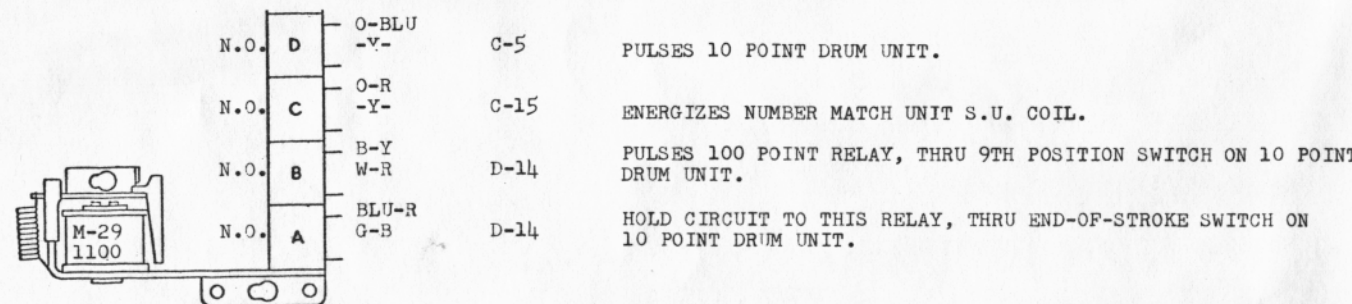 O-BLU
N.O. D -Y- C-5 PULSES 10 POINT DRUM UNIT.
O-R
N.O. C -Y- C-15 ENERGIZES NUMBER MATCH UNIT S.U. COIL.
B-Y
N.O. B W-R D-14 PULSES 100 POINT RELAY, THRU 9TH POSITION SWITCH ON 10 POINT
DRUM UNIT.
BLU-R
N.O. A G-B D-14 HOLD CIRCUIT TO THIS RELAY, THRU END-OF-STROKE SWITCH ON
10 POINT DRUM UNIT.
M-29
1100